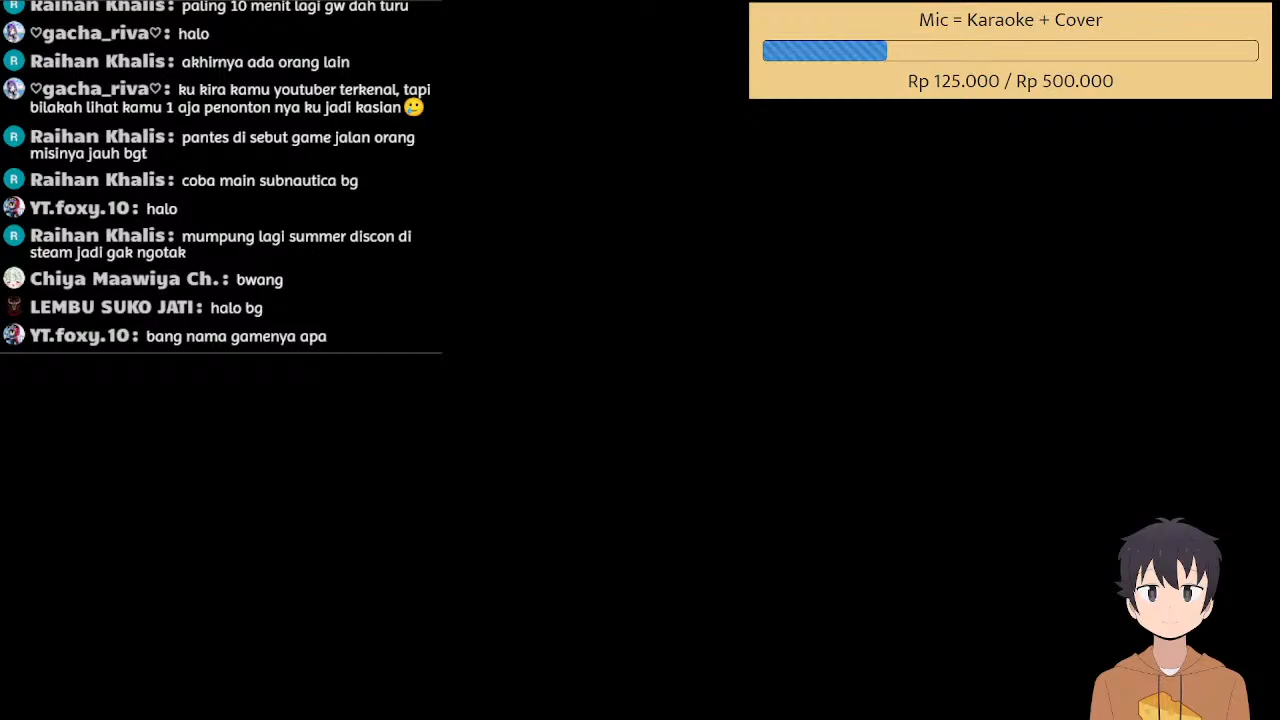 Raihan Khalis: paling 10 menit lagi gw dah turu
♡gacha_riva♡: halo
Raihan Khalis: akhirnya ada orang lain
♡gacha_riva♡: ku kira kamu youtuber terkenal, tapi
bilakah lihat kamu 1 aja penonton nya ku jadi kasian🥲
Raihan Khalis: pantes di sebut game jalan orang
misinya jauh bgt
Raihan Khalis: coba main subnautica bg
YT.foxy.10: halo
Raihan Khalis: mumpung lagi summer discon di
steam jadi gak ngotak
Chiya Maawiya Ch.: bwang
LEMBU SUKO JATI: halo bg
YT.foxy.10: bang nama gamenya apa
Mic = Karaoke + Cover
Rp 125.000 / Rp 500.000